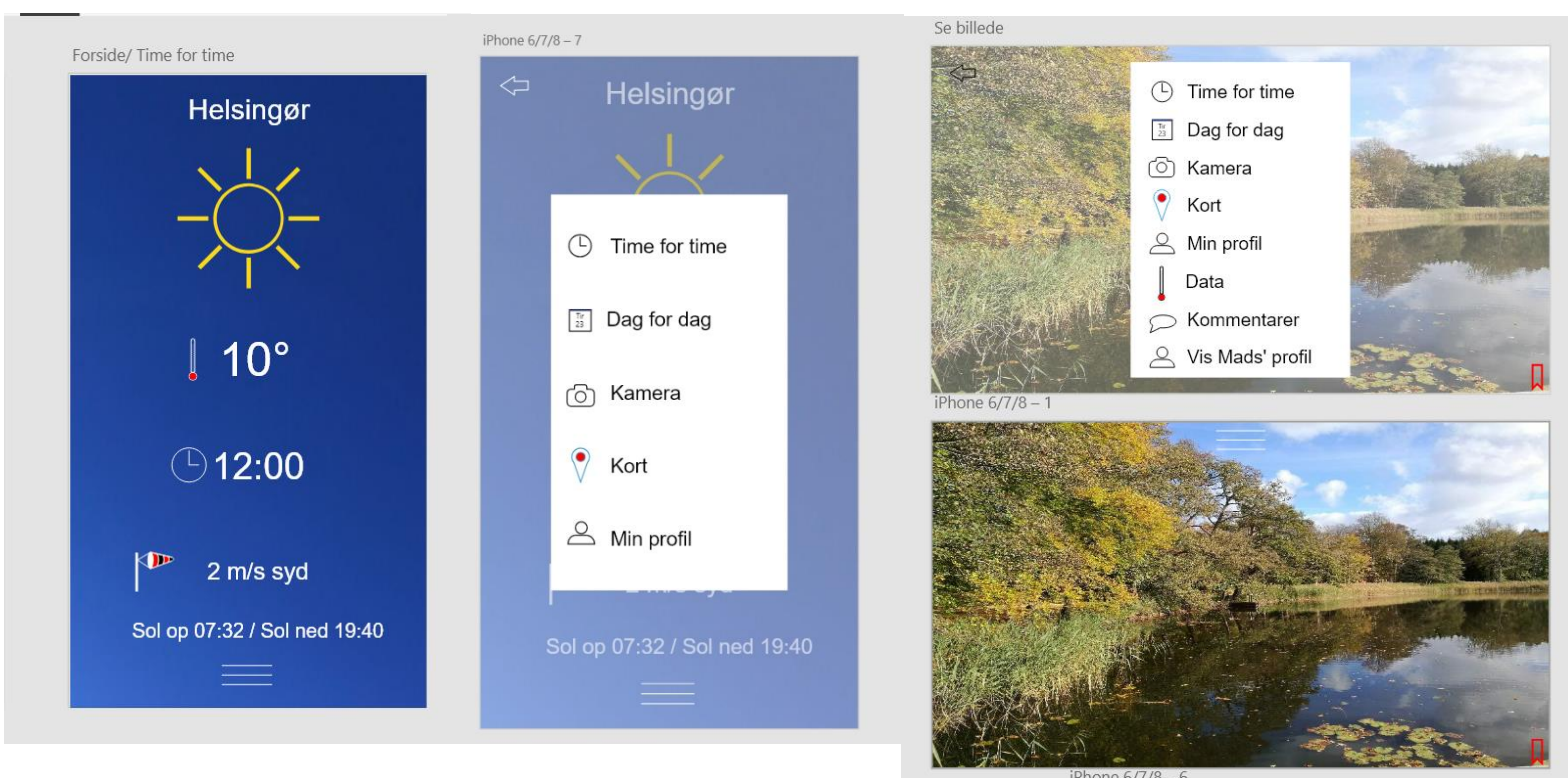 Forside/ Time for time
Helsingør
10°
12:00
2 m/s syd
Sol op 07:32 / Sol ned 19:40
iPhone 6/7/8 – 7
Helsingør
Time for time
Tir
23
Dag for dag
Kamera
Kort
Min profil
Sol op 07:32 / Sol ned 19:40
Se billede
Time for time
Tir
23
Dag for dag
Kamera
Kort
Min profil
Data
Kommentarer
Vis Mads' profil
iPhone 6/7/8 – 1
iPhone 6/7/8 – 6